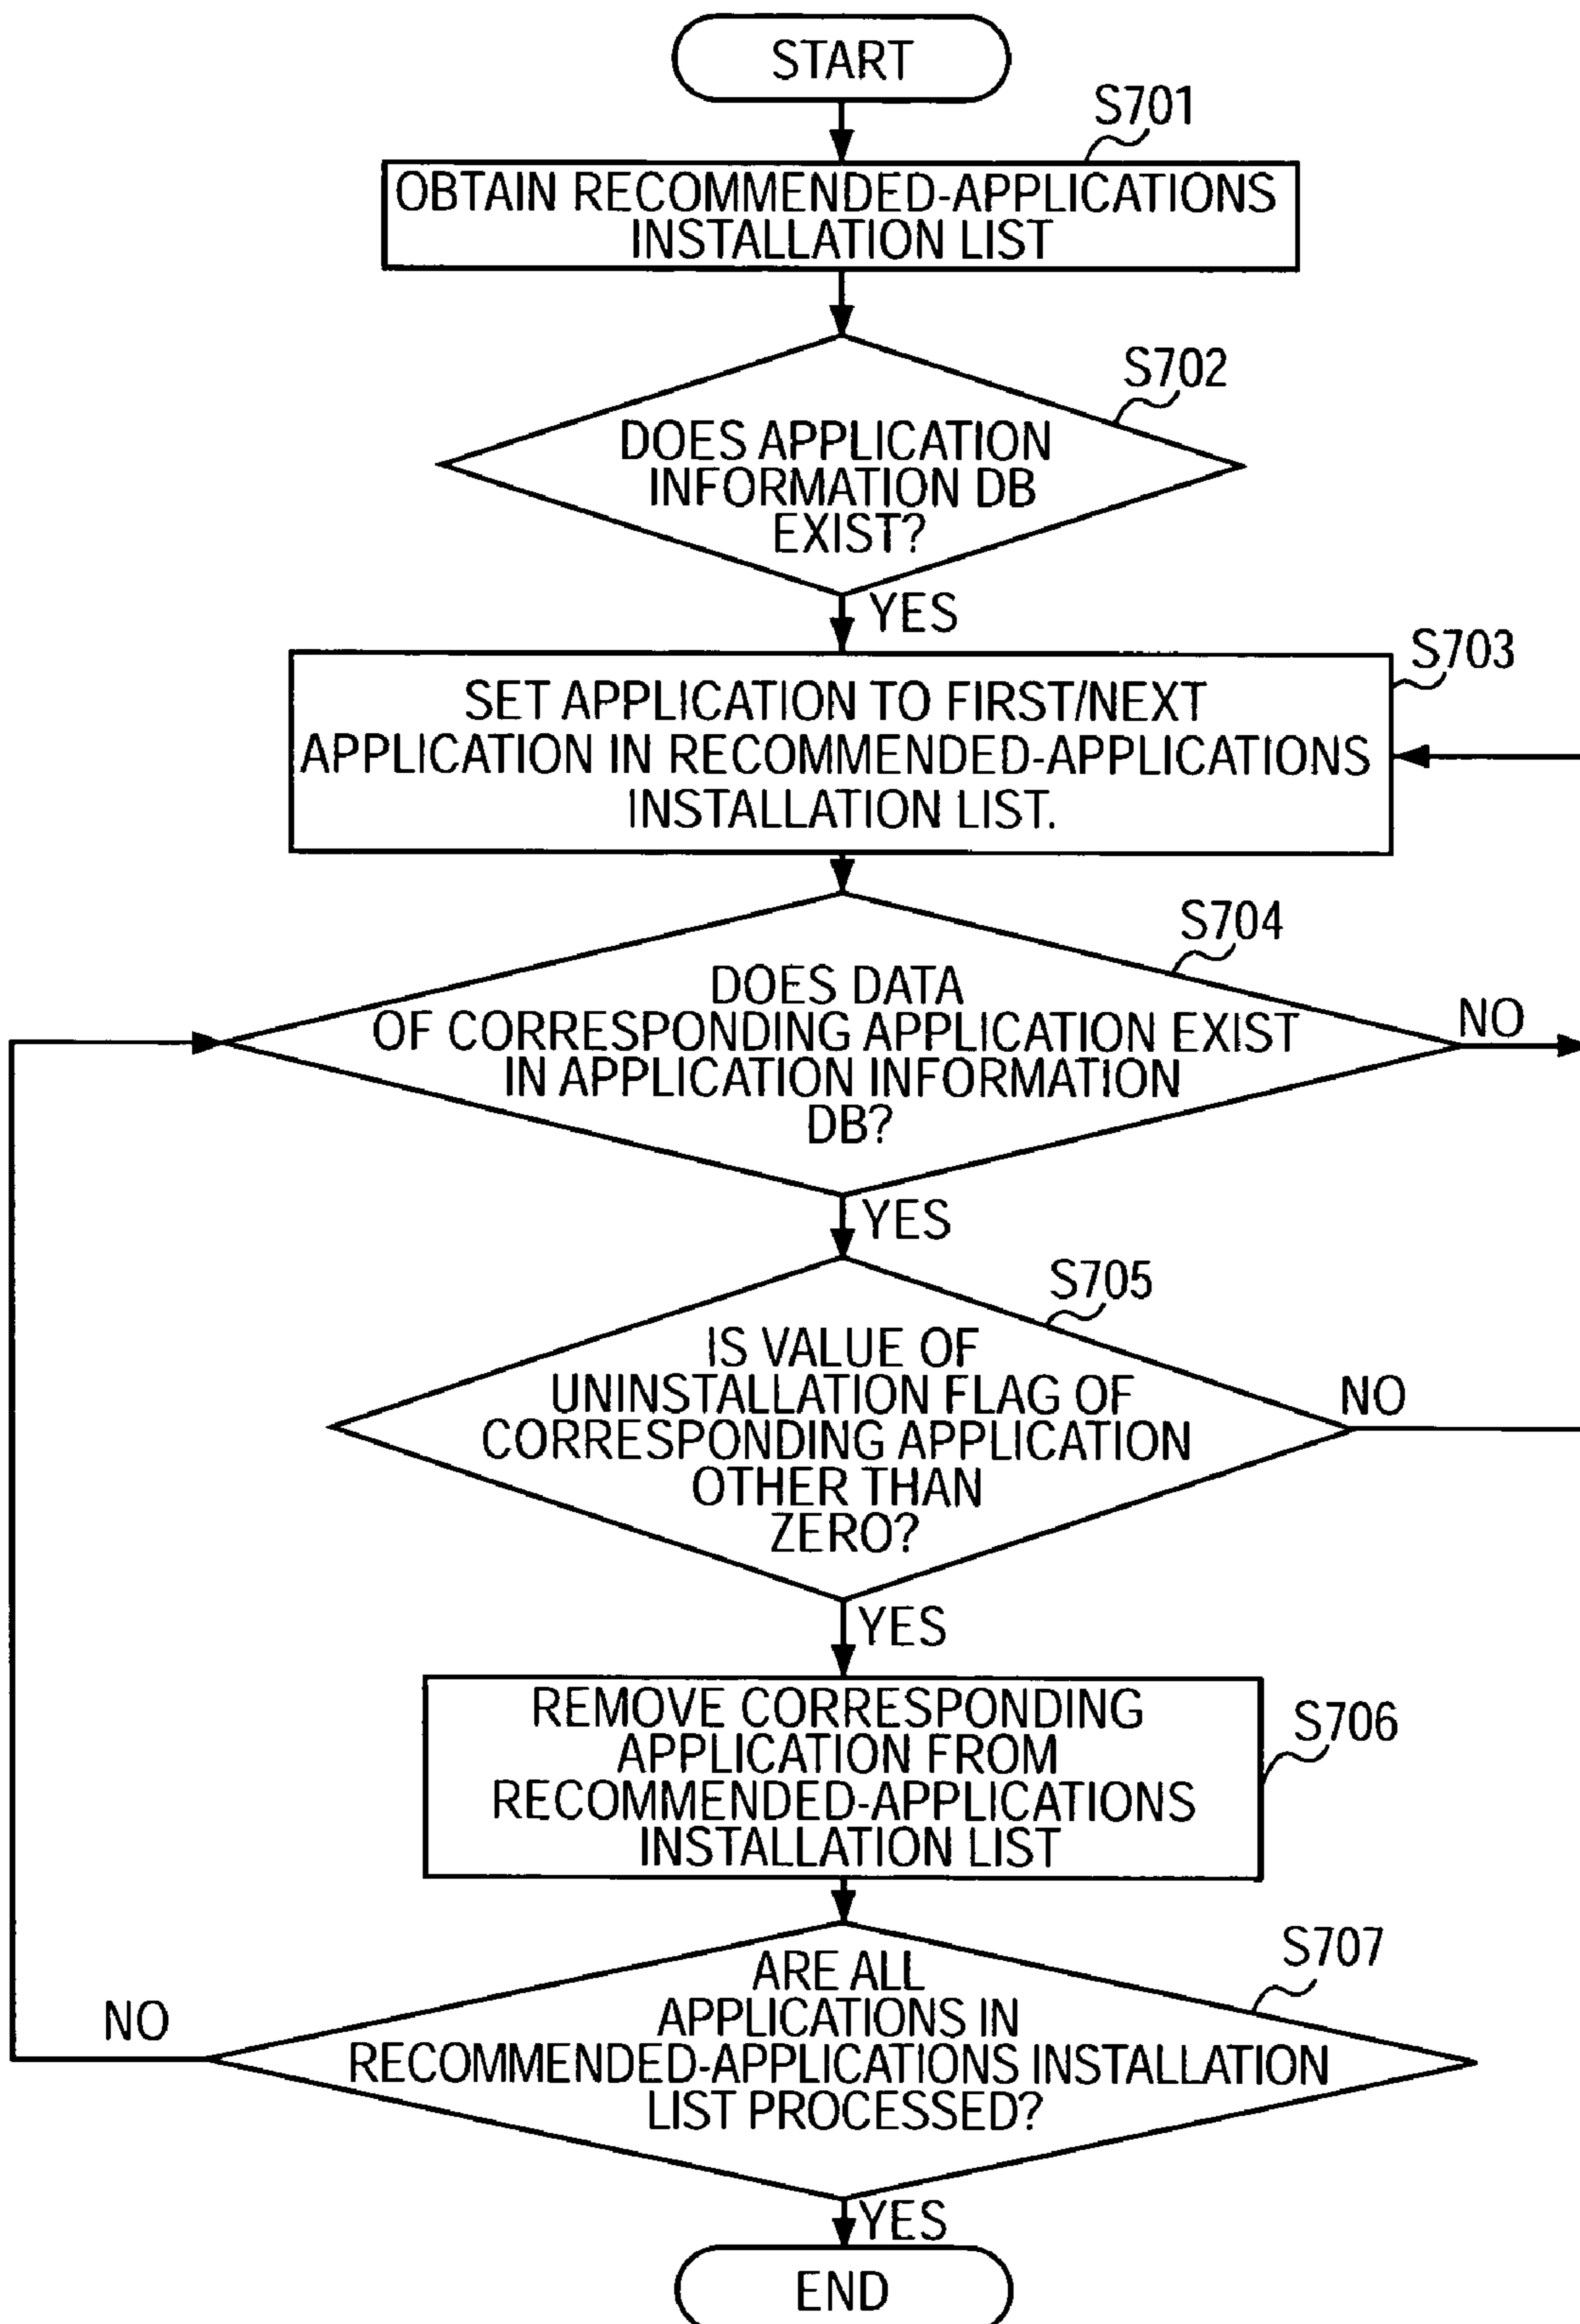 START
S701
OBTAIN RECOMMENDED-APPLICATIONS
INSTALLATION LIST
S702
DOES APPLICATION
INFORMATION DB
EXIST?
YES
S703
SET APPLICATION TO FIRST/NEXT
APPLICATION IN RECOMMENDED-APPLICATIONS
INSTALLATION LIST.
S704
DOES DATA
OF CORRESPONDING APPLICATION EXIST
IN APPLICATION INFORMATION
DB?
NO
YES
S705
IS VALUE OF
UNINSTALLATION FLAG OF
CORRESPONDING APPLICATION
OTHER THAN
ZERO?
NO
YES
S706
REMOVE CORRESPONDING
APPLICATION FROM
RECOMMENDED-APPLICATIONS
INSTALLATION LIST
S707
ARE ALL
APPLICATIONS IN
RECOMMENDED-APPLICATIONS INSTALLATION
LIST PROCESSED?
NO
YES
END